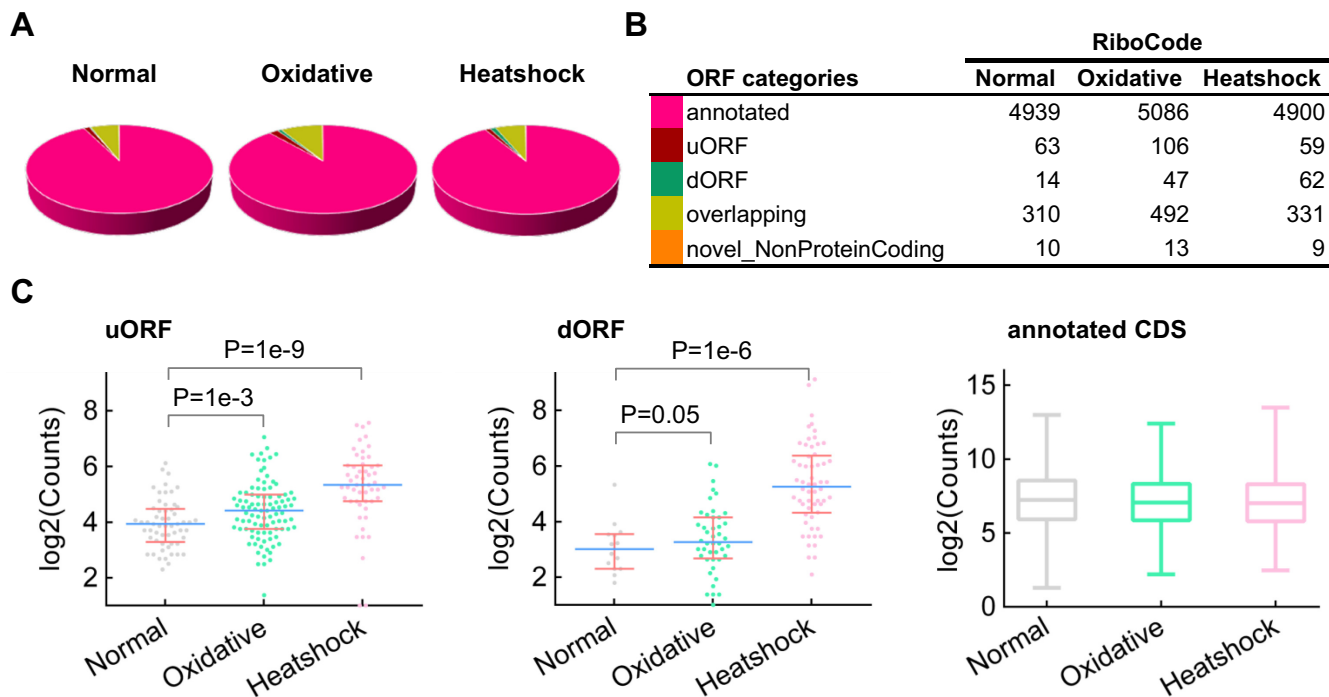 A
Normal Oxidative Heatshock
B
RiboCode
ORF categories Normal Oxidative Heatshock
annotated 4939 5086 4900
uORF 63 106 59
dORF 14 47 62
overlapping 310 492 331
novel_NonProteinCoding 10 13 9
C
uORF
P=1e-9
P=1e-3
log2(Counts)
8
6
4
2
Normal
Oxidative
Heatshock
dORF
P=1e-6
P=0.05
log2(Counts)
8
6
4
2
Normal
Oxidative
Heatshock
annotated CDS
log2(Counts)
15
10
5
0
Normal
Oxidative
Heatshock